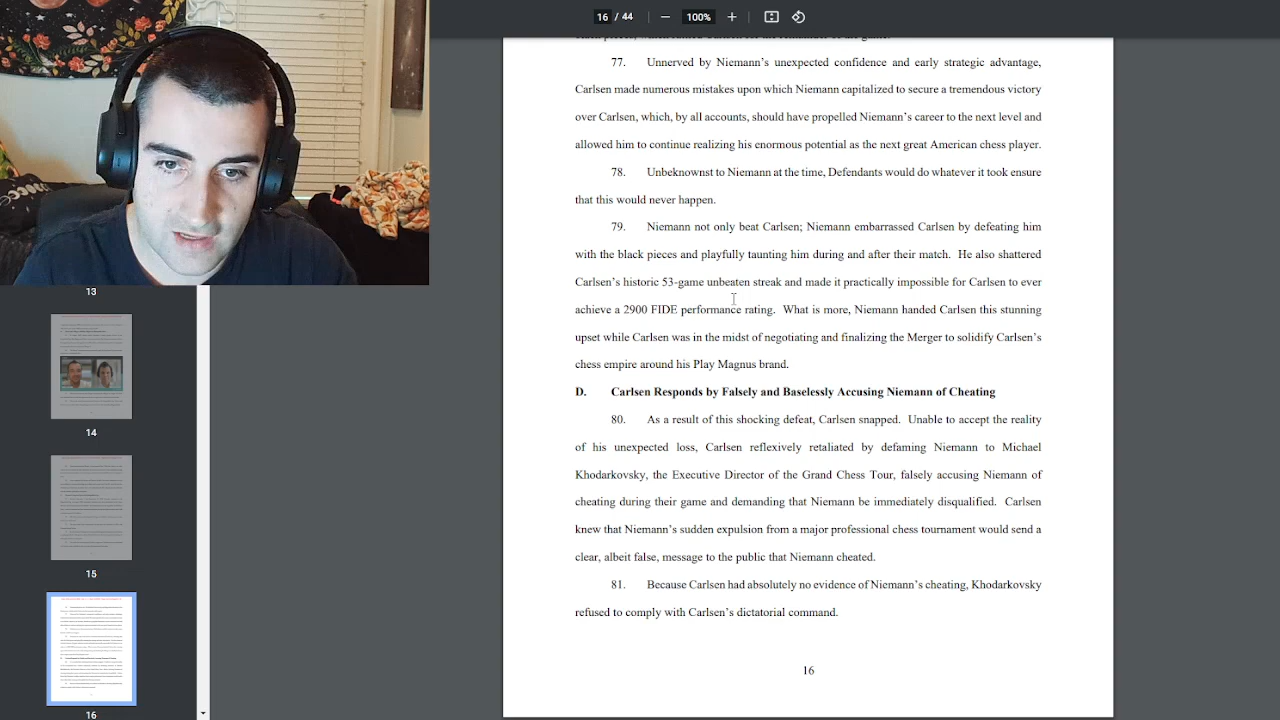 16 / 44
100%
77. Unnerved by Niemann's unexpected confidence and early strategic advantage,
Carlsen made numerous mistakes upon which Niemann capitalized to secure a tremendous victory
over Carlsen, which, by all accounts, should have propelled Niemann's career to the next level and
allowed him to continue realizing his enormous potential as the next great American chess player.
78. Unbeknownst to Niemann at the time, Defendants would do whatever it took ensure
that this would never happen.
79. Niemann not only beat Carlsen; Niemann embarrassed Carlsen by defeating him
with the black pieces and playfully taunting him during and after their match. He also shattered
Carlsen's historic 53-game unbeaten streak and made it practically impossible for Carlsen to ever
achieve a 2900 FIDE performance rating. What is more, Niemann handed Carlsen this stunning
upset while Carlsen was in the midst of negotiating and finalizing the Merger to solidify Carlsen's
chess empire around his Play Magnus brand.
D. Carlsen Responds by Falsely and Baselessly Accusing Niemann of Cheating
80. As a result of this shocking defeat, Carlsen snapped. Unable to accept the reality
of his unexpected loss, Carlsen reflexively retaliated by defaming Niemann to Michael
Khodarkovsky, the Executive Director of the Grand Chess Tour, falsely accusing Niemann of
cheating during their game and demanding that Niemann be immediately disqualified. Carlsen
knew that Niemann's sudden expulsion from a major professional chess tournament would send a
clear, albeit false, message to the public that Niemann cheated.
81. Because Carlsen had absolutely no evidence of Niemann's cheating, Khodarkovsky
refused to comply with Carlsen's dictatorial command.
16
13
14
15
16